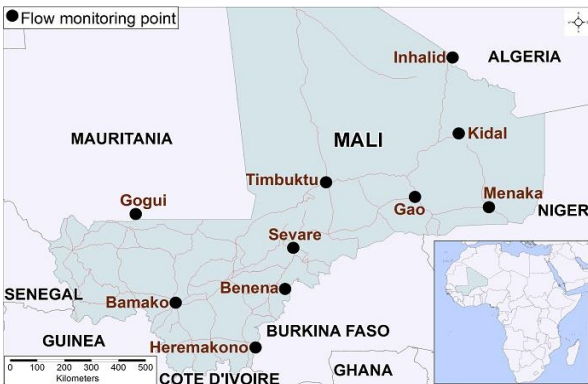 Flow monitoring point
ALGERIA
Inhalid
MAURITANIA
MALI
Kidal
Timbuktu
Gogui
Gao
Menaka
NIGER
Sevare
SENEGAL
Bamako
Benena
BURKINA FASO
GUINEA
Heremakono
GHANA
0 100 200 300 400 500
Kilometers
COTE D'IVOIRE